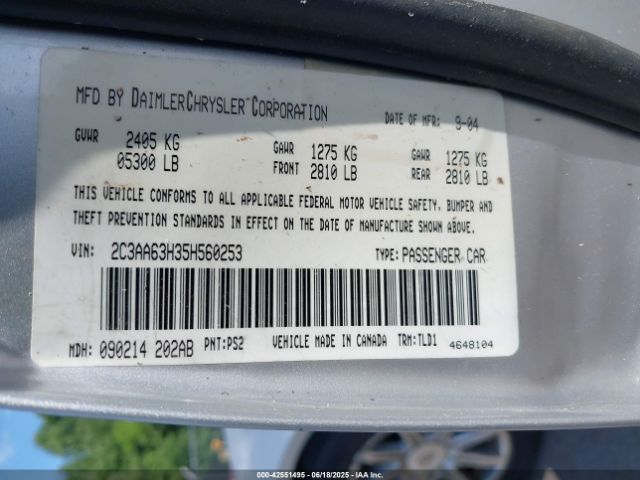 MFD BY DAIMLERCHRYSLER CORPORATION
DATE OF MFR: 9-04
GVWR 2405 KG 05300 LB
GAWR FRONT 1275 KG 2810 LB
GAWR REAR 1275 KG 2810 LB
THIS VEHICLE CONFORMS TO ALL APPLICABLE FEDERAL MOTOR VEHICLE SAFETY, BUMPER AND
THEFT PREVENTION STANDARDS IN EFFECT ON THE DATE OF MANUFACTURE SHOWN ABOVE.
VIN: 2C3AA63H35H560253 TYPE: PASSENGER CAR
MDH: 090214 202AB PNT: PS2 VEHICLE MADE IN CANADA TRM: TLD1 4648104
00-42551495 - 06/18/2025 - IAAI.COM